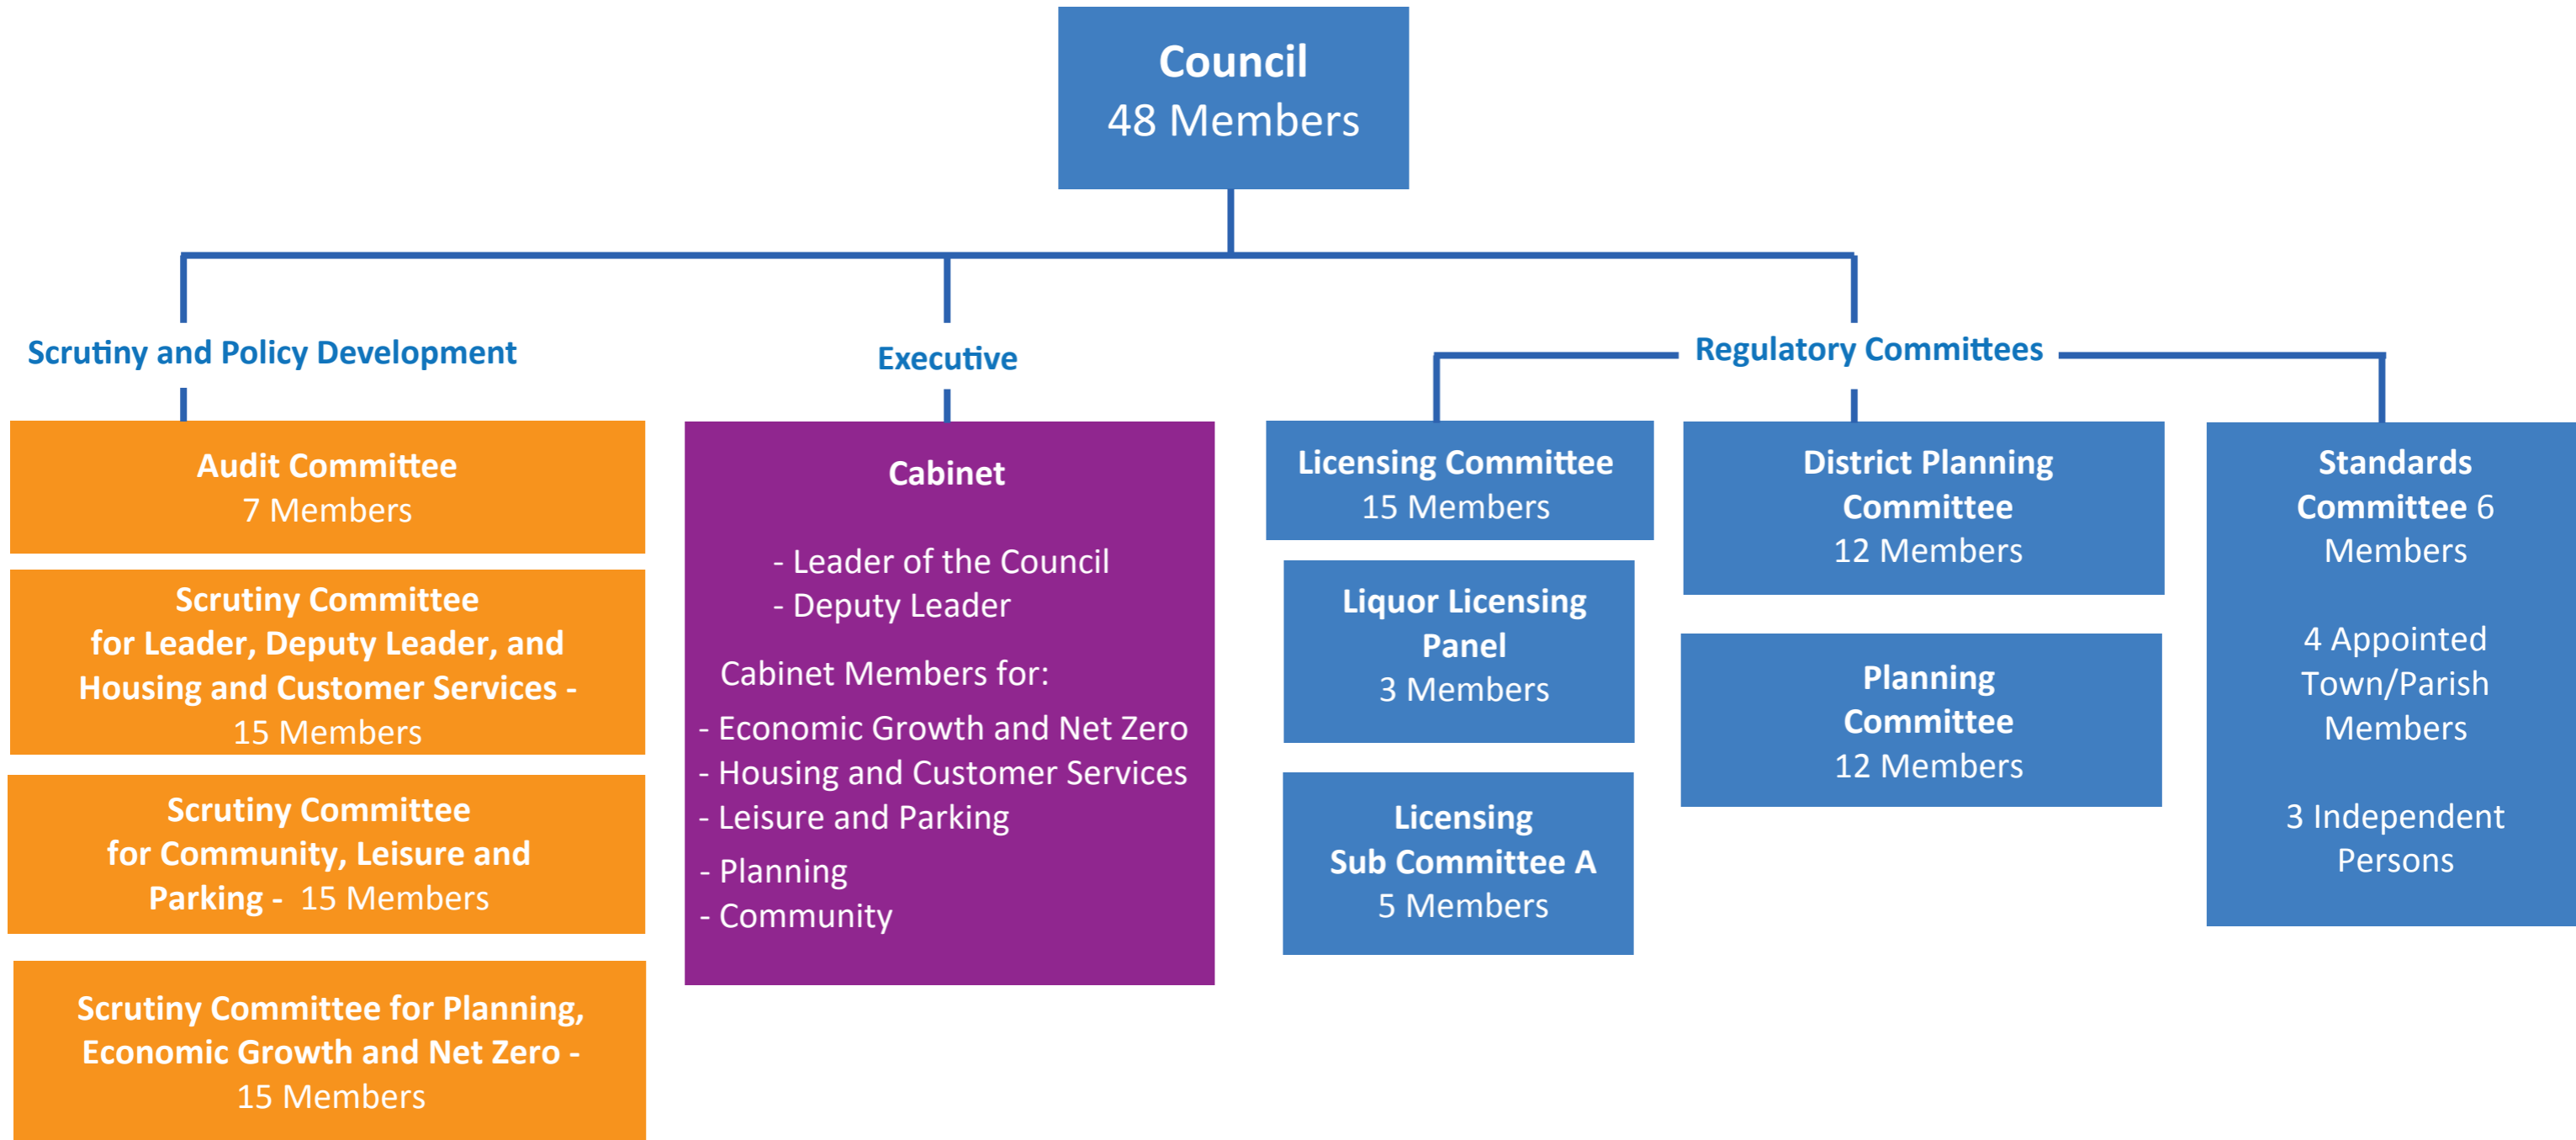 Council
48 Members
Scrutiny and Policy Development
Executive
Regulatory Committees
Audit Committee
7 Members
Scrutiny Committee
for Leader, Deputy Leader, and
Housing and Customer Services -
15 Members
Scrutiny Committee
for Community, Leisure and
Parking - 15 Members
Scrutiny Committee for Planning,
Economic Growth and Net Zero -
15 Members
Cabinet
- Leader of the Council
- Deputy Leader
Cabinet Members for:
- Economic Growth and Net Zero
- Housing and Customer Services
- Leisure and Parking
- Planning
- Community
Licensing Committee
15 Members
Liquor Licensing
Panel
3 Members
Licensing
Sub Committee A
5 Members
District Planning
Committee
12 Members
Planning
Committee
12 Members
Standards
Committee 6
Members
4 Appointed
Town/Parish
Members
3 Independent
Persons